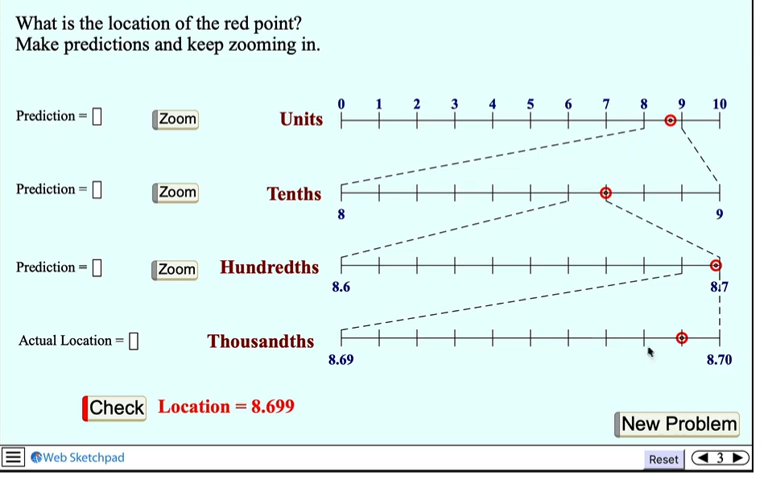 What is the location of the red point?
Make predictions and keep zooming in.
0 1 2 3 4 5 6 7 8 9 10
Prediction = Zoom Units
Prediction = Zoom Tenths
8 9
Prediction = Zoom Hundredths
8.6 8.7
Actual Location = Thousandths
8.69 8.70
Check Location = 8.699
New Problem
Web Sketchpad Reset 3